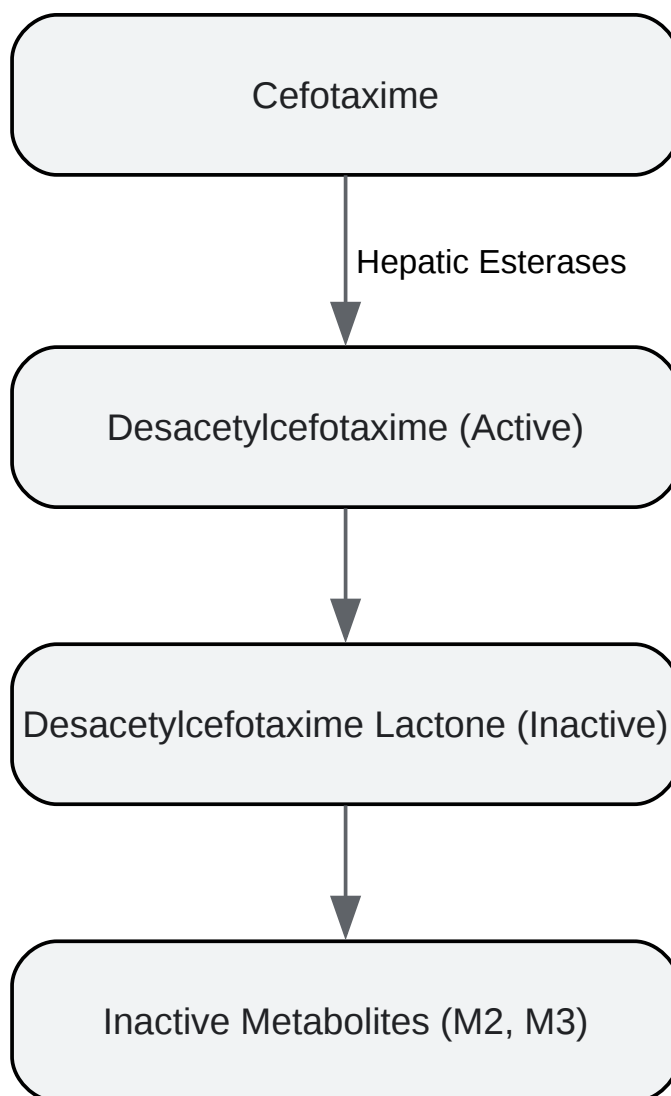 Cefotaxime
Hepatic Esterases
Desacetylcefotaxime (Active)
Desacetylcefotaxime Lactone (Inactive)
Inactive Metabolites (M2, M3)